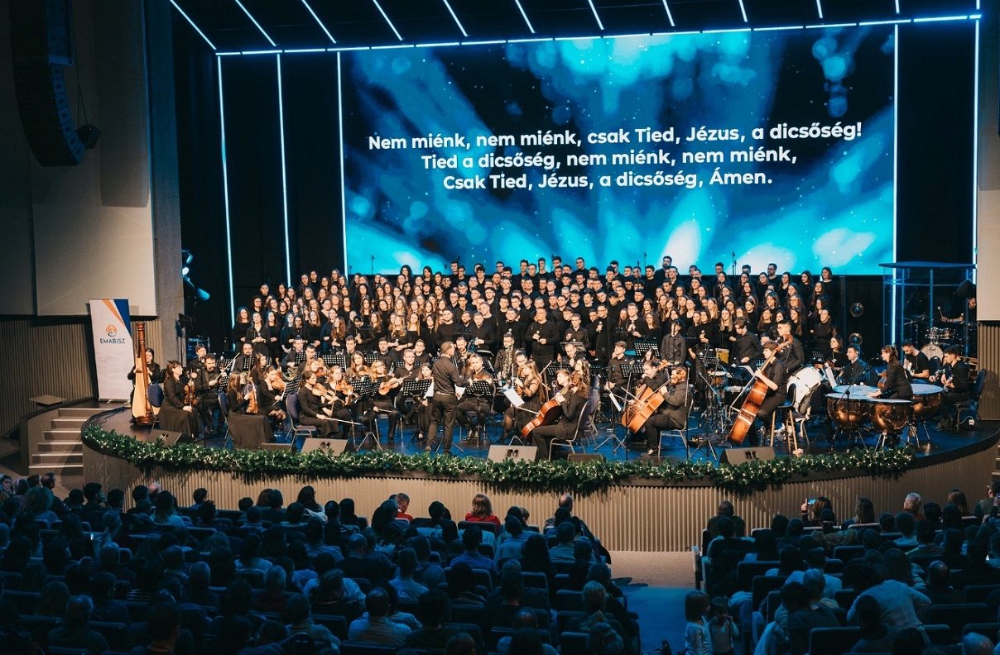 Nem miénk, nem miénk, csak Tied, Jézus, a dicsőség!
Tied a dicsőség, nem miénk, nem miénk,
Csak Tied, Jézus, a dicsőség, Ámen.
EMABISZ